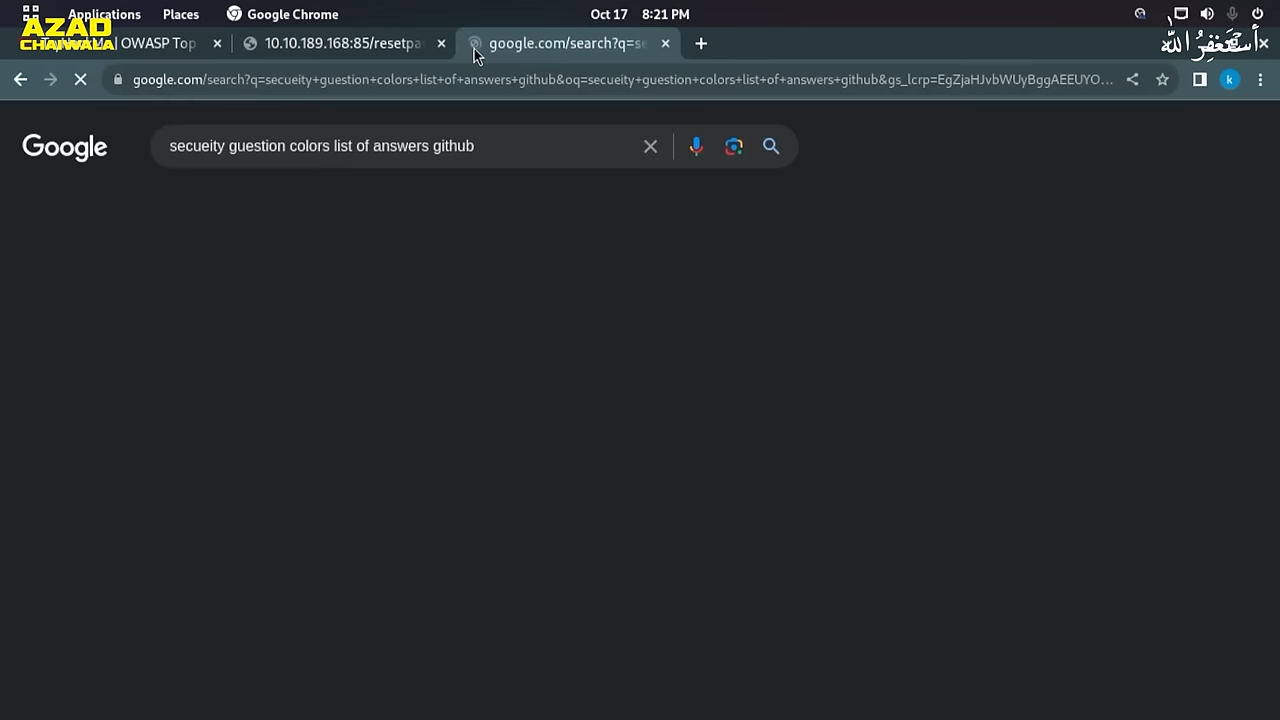 Applications Places Google Chrome Oct 17 8:21 PM
AZAD
CHAIWALA
| OWASP Top 10.10.189.168:85/resetpa google.com/search?q=se
أستغفر الله
google.com/search?q=secueity+guestion+colors+list+of+answers+github&oq=secueity+guestion+colors+list+of+answers+github&gs_lcrp=EgZjaHJvbWUyBggAEEUYO... k
Google secueity guestion colors list of answers github